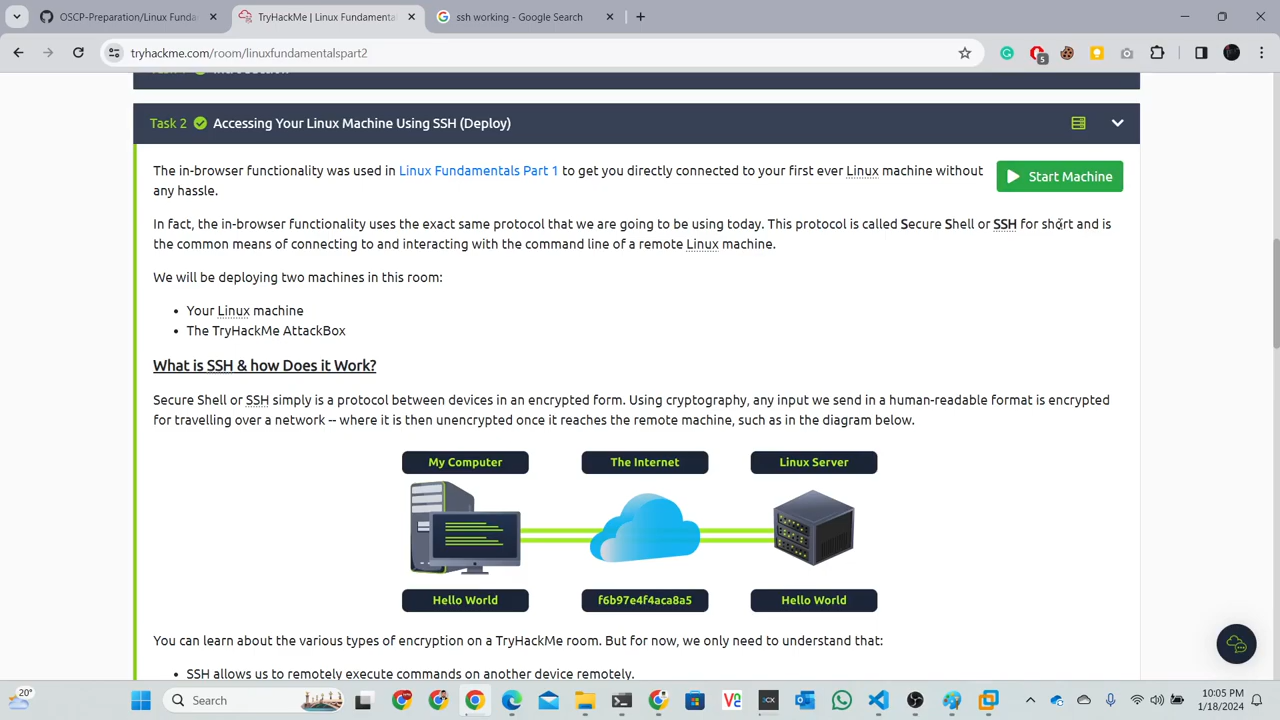 OSCP-Preparation/Linux Funda
TryHackMe | Linux Fundamentals
ssh working - Google Search
tryhackme.com/room/linuxfundamentalspart2
5
Task 2 Accessing Your Linux Machine Using SSH (Deploy)
The in-browser functionality was used in Linux Fundamentals Part 1 to get you directly connected to your first ever Linux machine without
any hassle.
Start Machine
In fact, the in-browser functionality uses the exact same protocol that we are going to be using today. This protocol is called Secure Shell or SSH for short and is
the common means of connecting to and interacting with the command line of a remote Linux machine.
We will be deploying two machines in this room:
• Your Linux machine
• The TryHackMe AttackBox
What is SSH & how Does it Work?
Secure Shell or SSH simply is a protocol between devices in an encrypted form. Using cryptography, any input we send in a human-readable format is encrypted
for travelling over a network -- where it is then unencrypted once it reaches the remote machine, such as in the diagram below.
My Computer The Internet Linux Server
Hello World f6b97e4f4aca8a5 Hello World
You can learn about the various types of encryption on a TryHackMe room. But for now, we only need to understand that:
• SSH allows us to remotely execute commands on another device remotely.
20°
Search
10:05 PM
1/18/2024